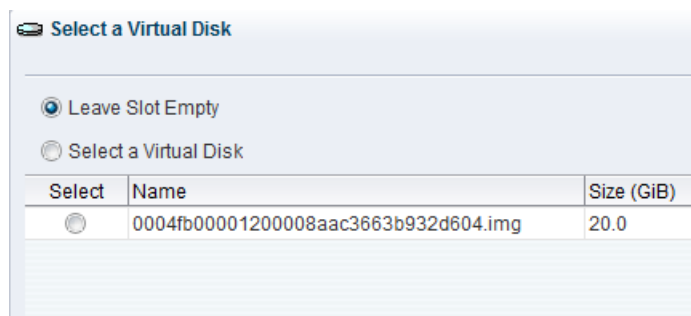 Select a Virtual Disk
Leave Slot Empty
Select a Virtual Disk
Select Name Size (GiB)
0004fb00001200008aac3663b932d604.img 20.0